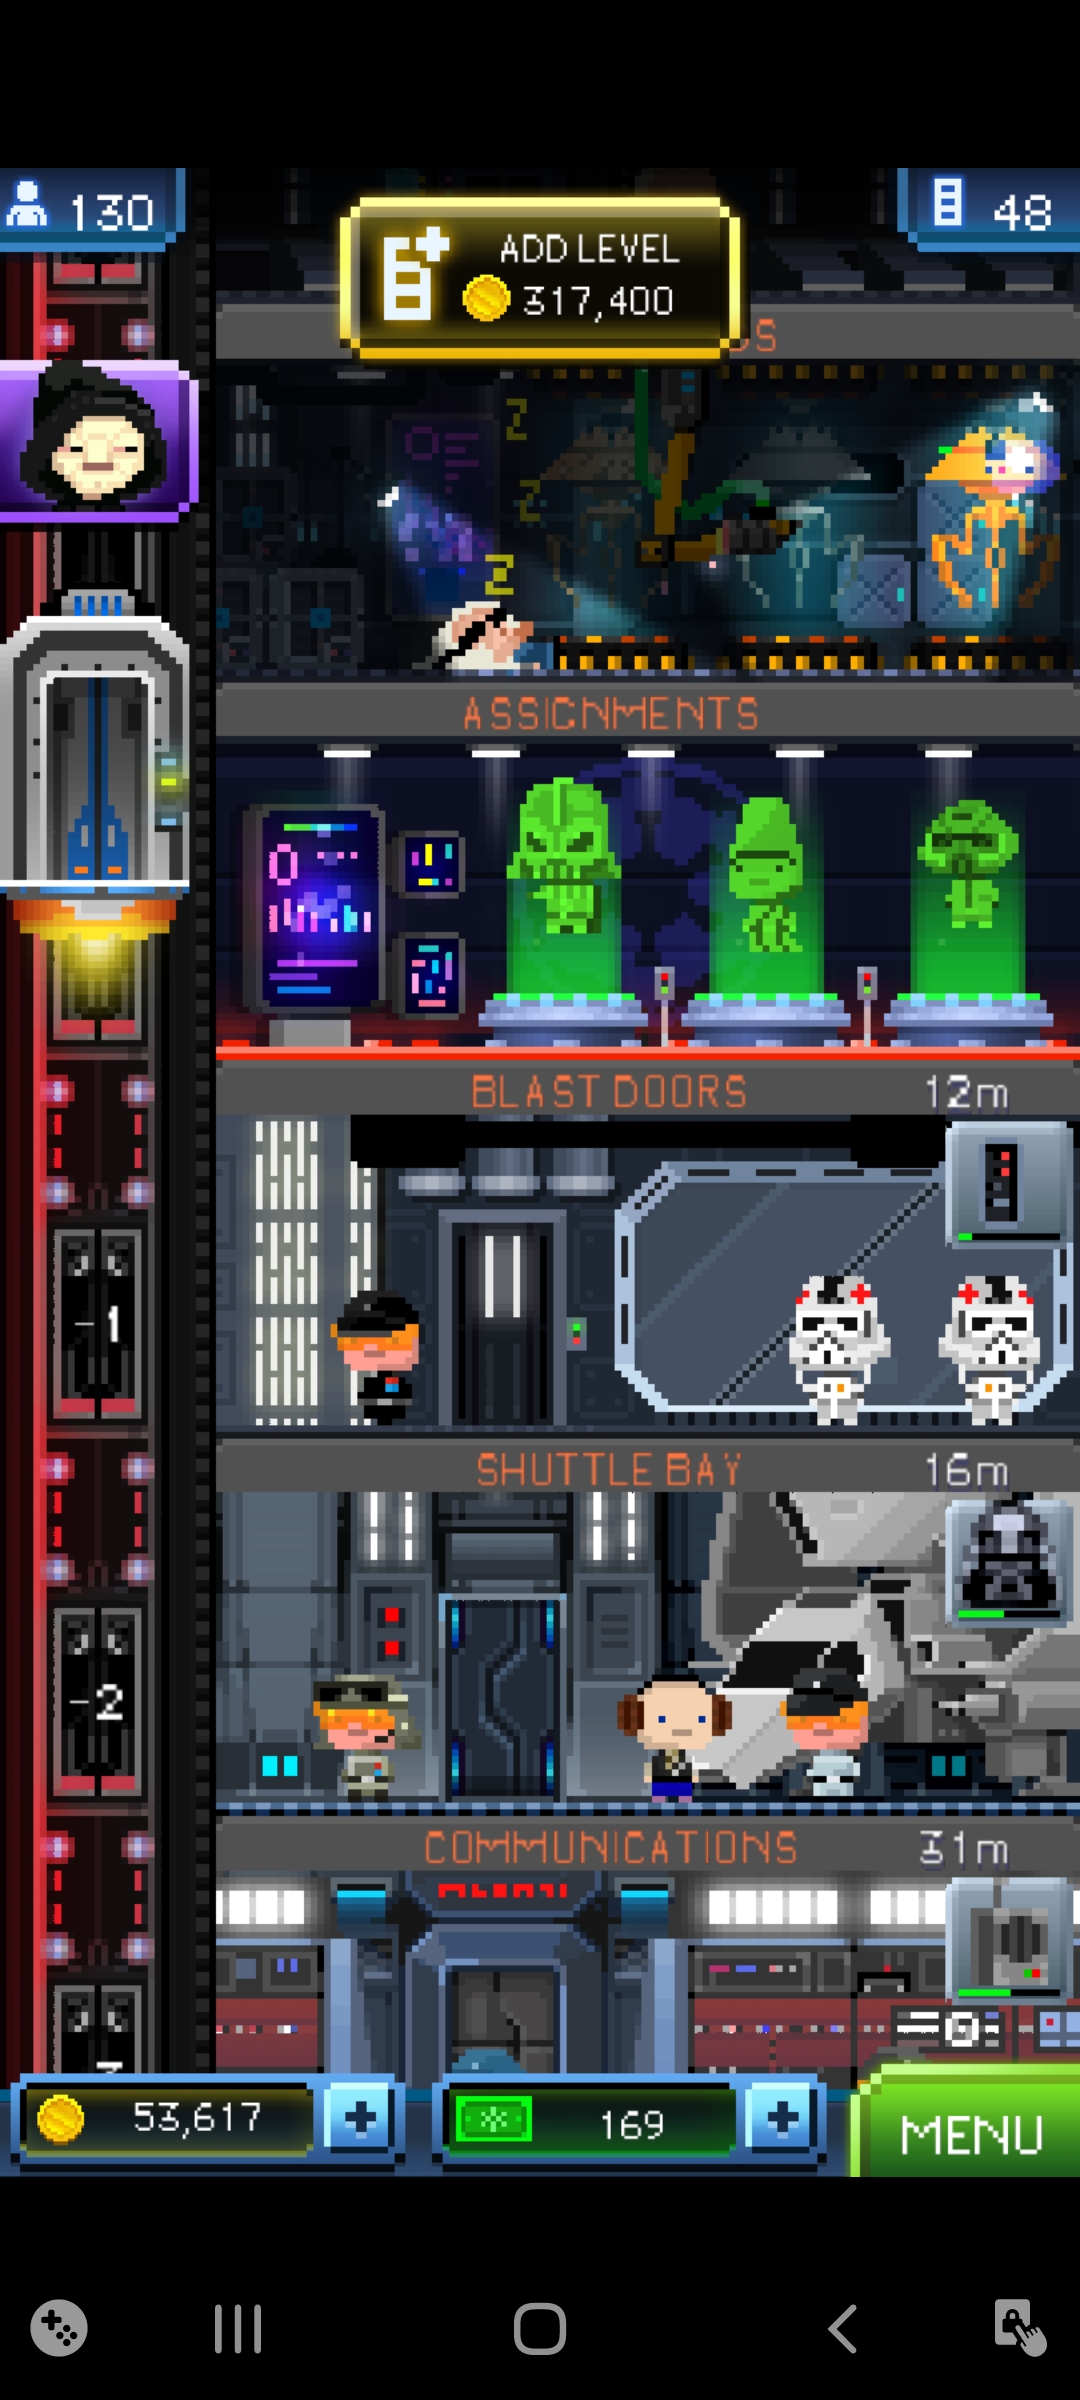 130
ADD LEVEL
317,400
48
Z
Z
Z
ASSIGNMENTS
BLAST DOORS 12m
-1
SHUTTLE BAY 16m
-2
COMMUNICATIONS 31m
53,617
169
MENU